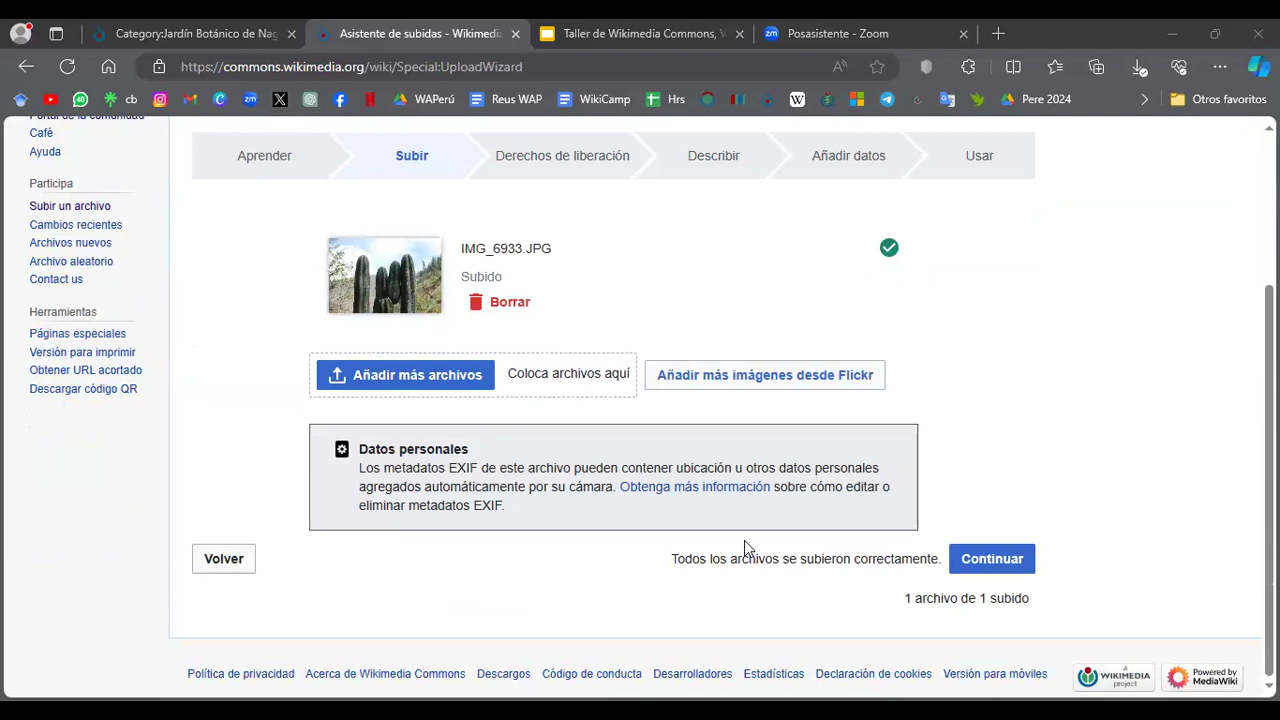 Category:Jardín Botánico de Nag
Asistente de subidas - Wikimedi
Taller de Wikimedia Commons, W
Posasistente - Zoom
https://commons.wikimedia.org/wiki/Special:UploadWizard
cb
WAPerú
Reus WAP
WikiCamp
Hrs
Pere 2024
Otros favoritos
Portal de la comunidad
Café
Ayuda
Participa
Subir un archivo
Cambios recientes
Archivos nuevos
Archivo aleatorio
Contact us
Herramientas
Páginas especiales
Versión para imprimir
Obtener URL acortado
Descargar código QR
Aprender
Subir
Derechos de liberación
Describir
Añadir datos
Usar
IMG_6933.JPG
Subido
Borrar
Añadir más archivos
Coloca archivos aquí
Añadir más imágenes desde Flickr
Datos personales
Los metadatos EXIF de este archivo pueden contener ubicación u otros datos personales
agregados automáticamente por su cámara. Obtenga más información sobre cómo editar o
eliminar metadatos EXIF.
Volver
Todos los archivos se subieron correctamente.
Continuar
1 archivo de 1 subido
Política de privacidad
Acerca de Wikimedia Commons
Descargos
Código de conducta
Desarrolladores
Estadísticas
Declaración de cookies
Versión para móviles
A
WIKIMEDIA
project
Powered by
MediaWiki